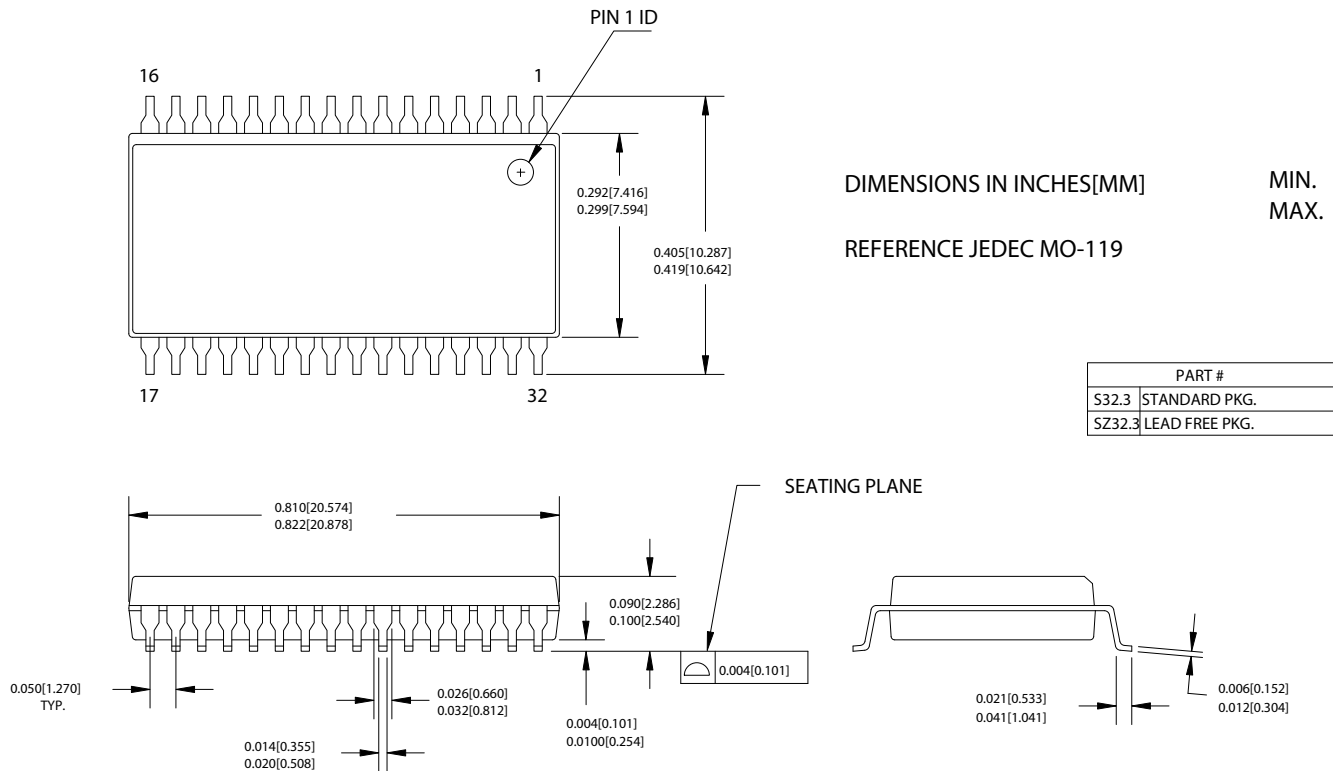 PIN 1 ID
16
1
0.292[7.416]
0.299[7.594]
0.405[10.287]
0.419[10.642]
17
32
DIMENSIONS IN INCHES[MM]
MIN.
MAX.
REFERENCE JEDEC MO-119
PART #
S32.3 STANDARD PKG.
SZ32.3 LEAD FREE PKG.
SEATING PLANE
0.810[20.574]
0.822[20.878]
0.090[2.286]
0.100[2.540]
0.004[0.101]
0.050[1.270]
TYP.
0.026[0.660]
0.032[0.812]
0.014[0.355]
0.020[0.508]
0.004[0.101]
0.0100[0.254]
0.021[0.533]
0.041[1.041]
0.006[0.152]
0.012[0.304]